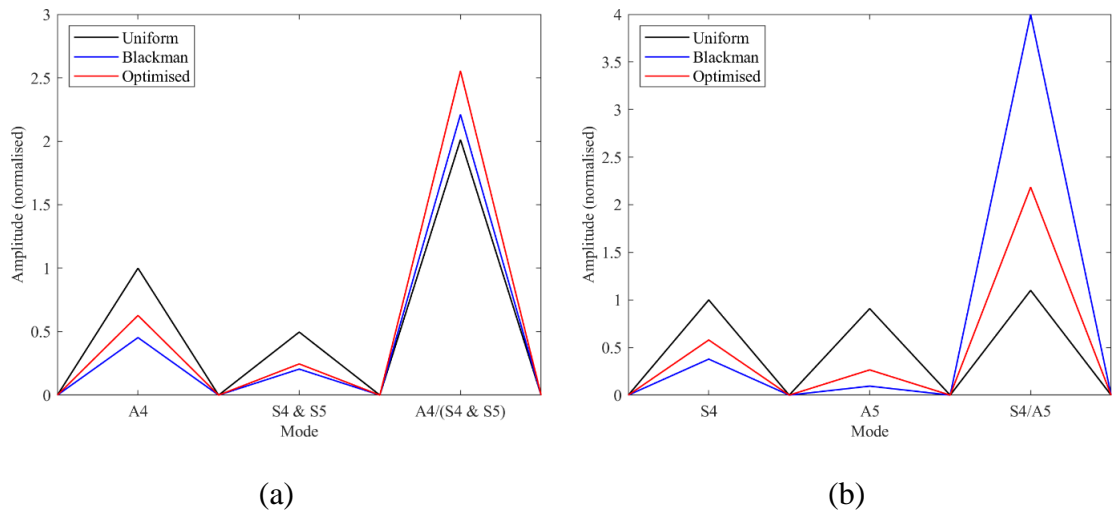 3
2.5
2
1.5
1
0.5
0
Amplitude (normalised)
Uniform
Blackman
Optimised
A4
S4 & S5
A4/(S4 & S5)
Mode
(a)
4
3.5
3
2.5
2
1.5
1
0.5
0
Amplitude (normalised)
Uniform
Blackman
Optimised
S4
A5
S4/A5
Mode
(b)